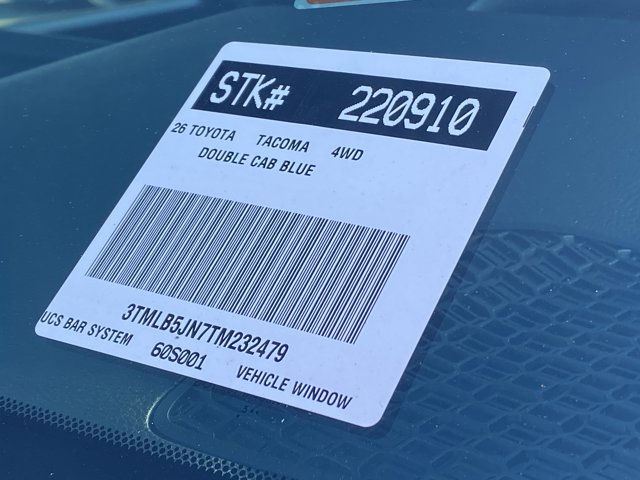 STK# 220910
26 TOYOTA TACOMA 4WD
DOUBLE CAB BLUE
3TMLB5JN7TM232479
UCS BAR SYSTEM 60S001 VEHICLE WINDOW